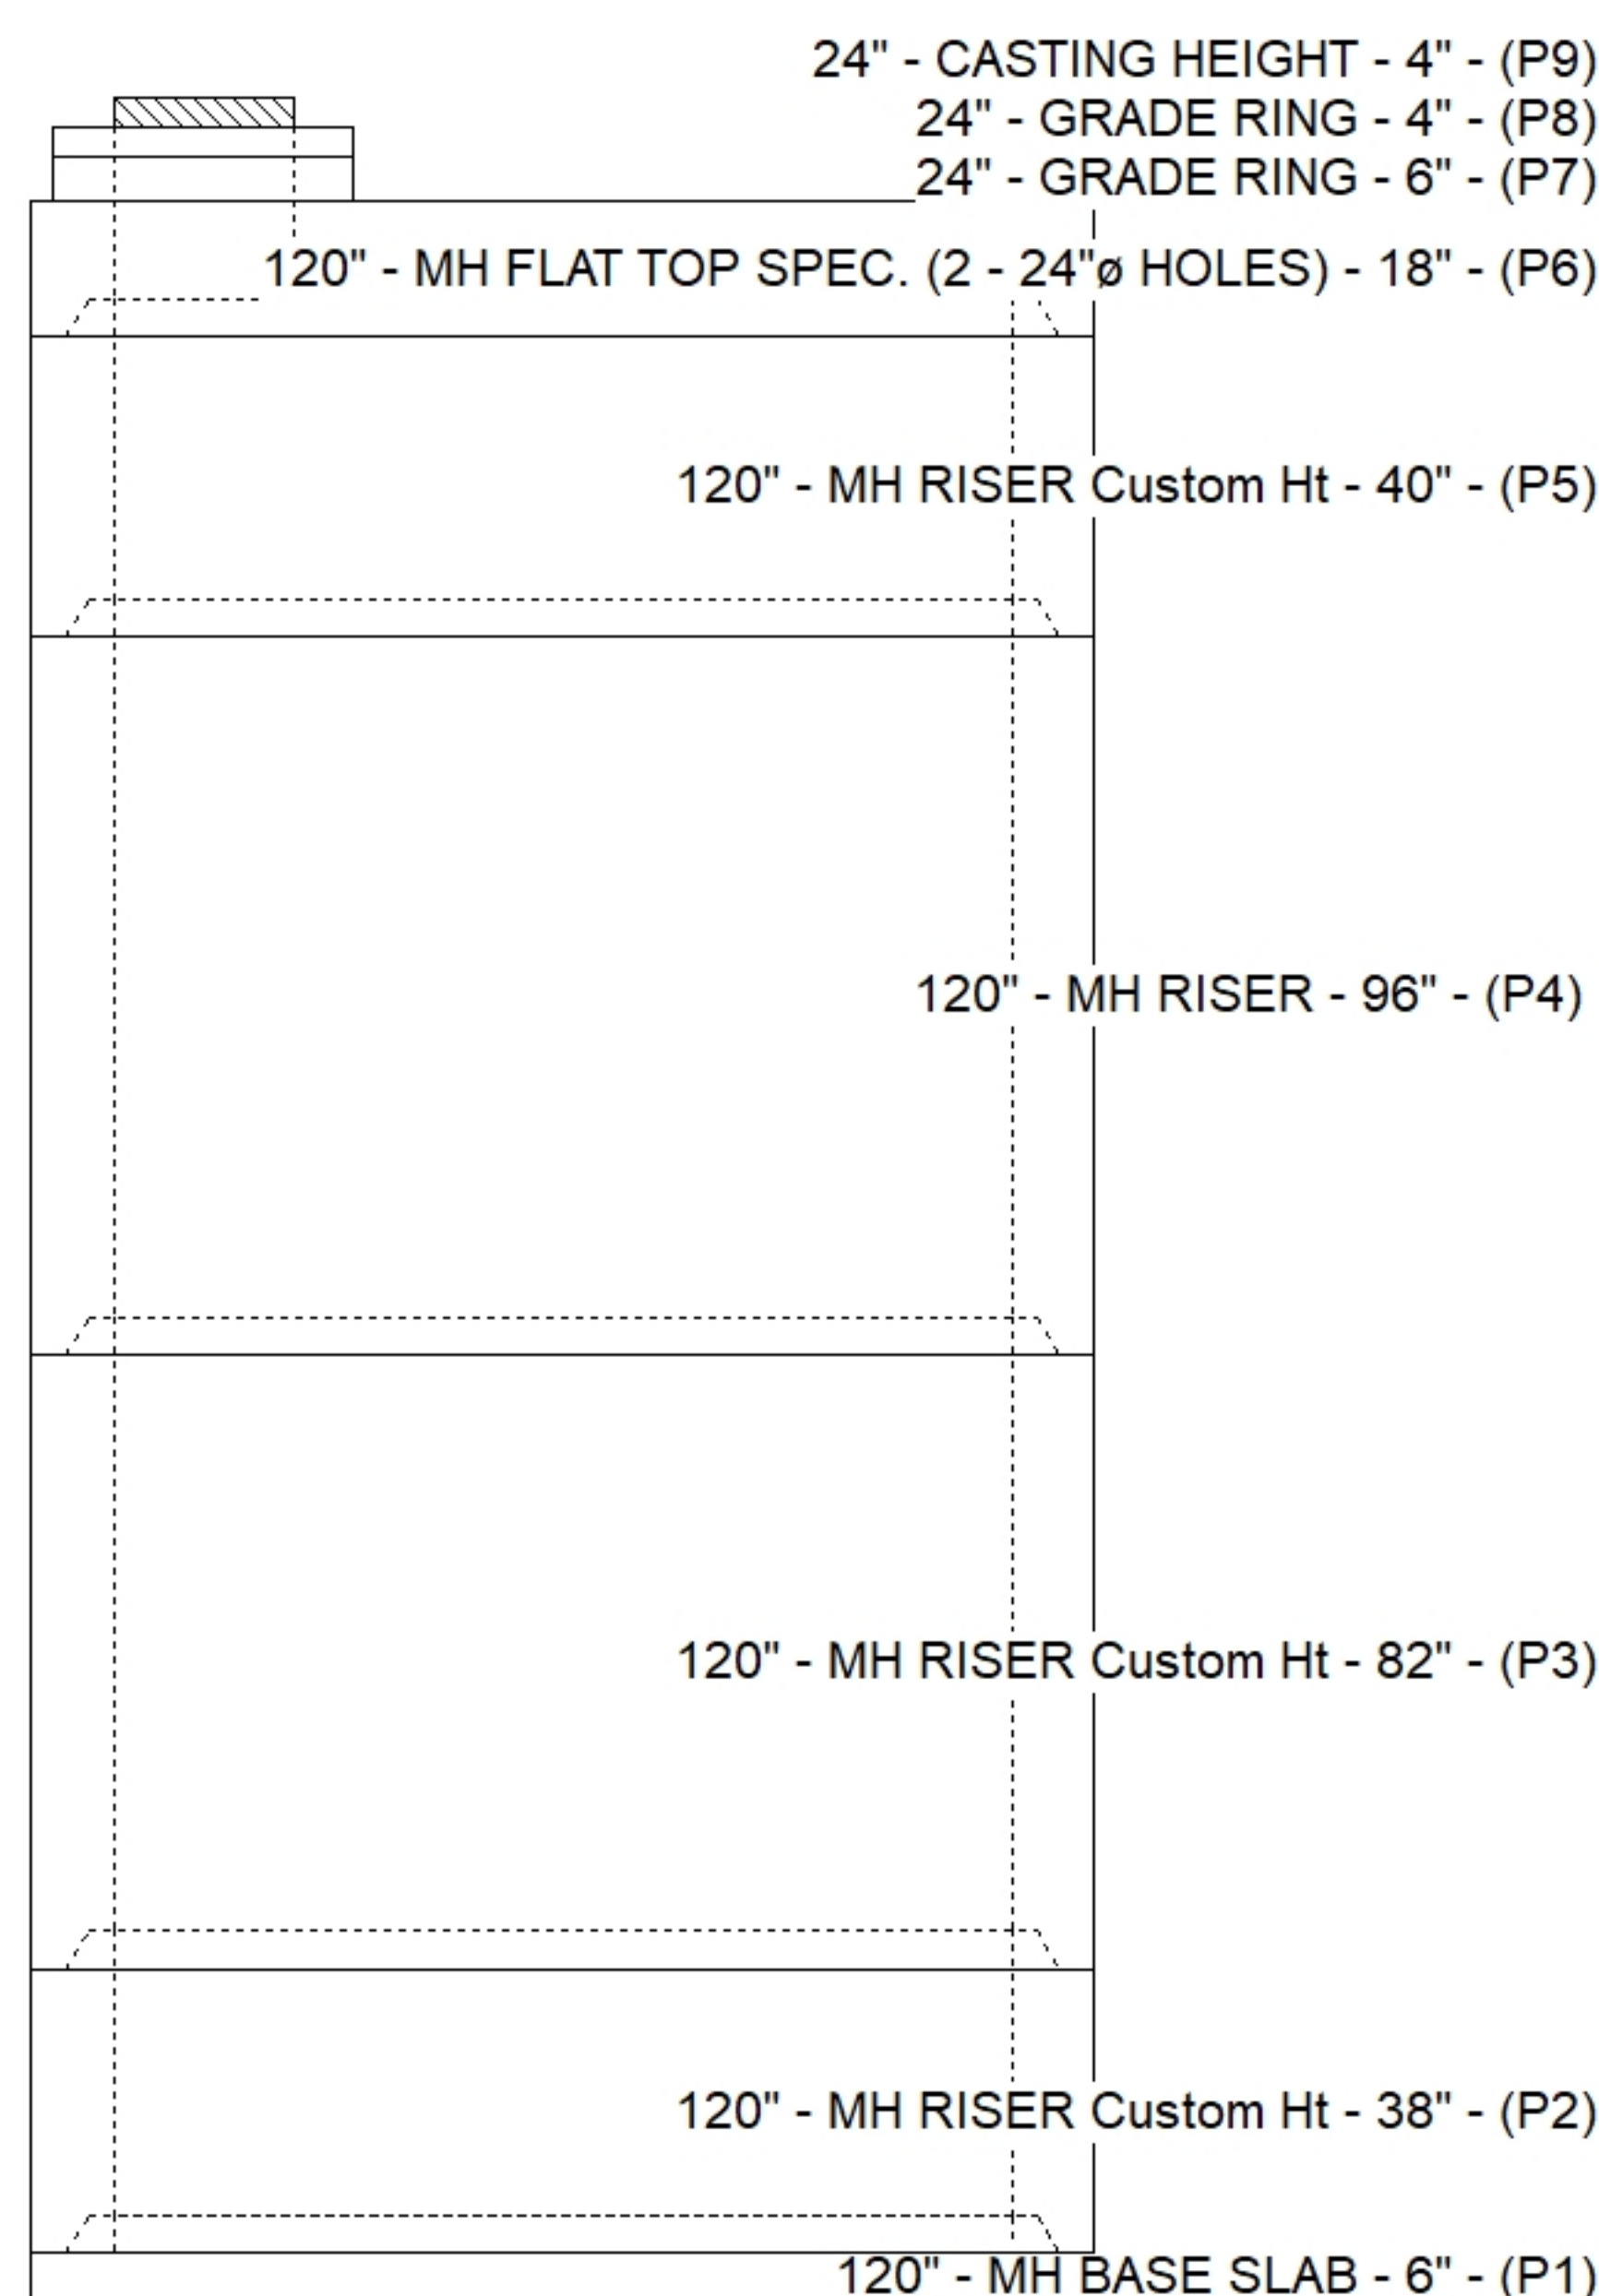 24" - CASTING HEIGHT - 4" - (P9)
24" - GRADE RING - 4" - (P8)
24" - GRADE RING - 6" - (P7)
120" - MH FLAT TOP SPEC. (2 - 24"ø HOLES) - 18" - (P6)
120" - MH RISER Custom Ht - 40" - (P5)
120" - MH RISER - 96" - (P4)
120" - MH RISER Custom Ht - 82" - (P3)
120" - MH RISER Custom Ht - 38" - (P2)
120" - MH BASE SLAB - 6" - (P1)